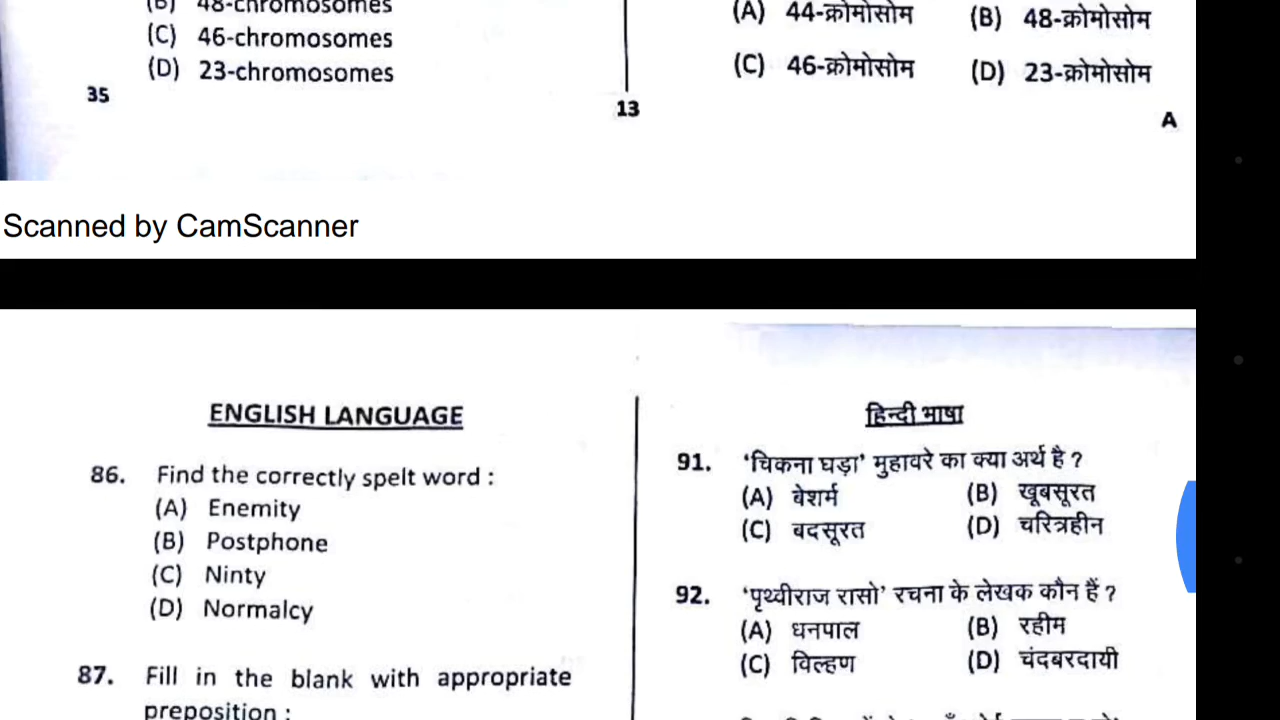 (B) 48-chromosomes
(C) 46-chromosomes
(D) 23-chromosomes
35
(A) 44-क्रोमोसोम (B) 48-क्रोमोसोम
(C) 46-क्रोमोसोम (D) 23-क्रोमोसोम
13
A
Scanned by CamScanner
ENGLISH LANGUAGE
86. Find the correctly spelt word :
(A) Enemity
(B) Postphone
(C) Ninty
(D) Normalcy
87. Fill in the blank with appropriate
preposition :
हिन्दी भाषा
91. ‘चिकना घड़ा’ मुहावरे का क्या अर्थ है ?
(A) बेशर्म (B) खूबसूरत
(C) बदसूरत (D) चरित्रहीन
92. ‘पृथ्वीराज रासो’ रचना के लेखक कौन हैं ?
(A) धनपाल (B) रहीम
(C) विल्हण (D) चंदबरदायी